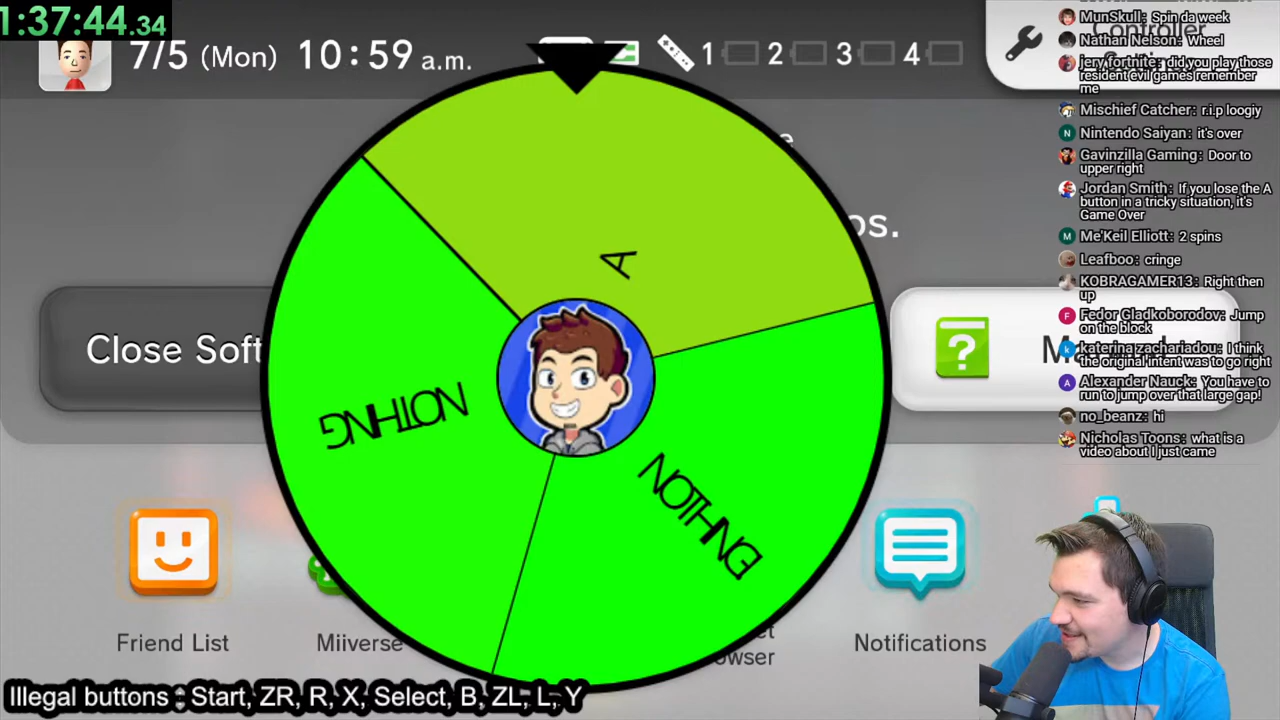 1:37:44.34
7/5 (Mon) 10:59 a.m.
1 2 3 4
Controller
os.
A
NOTHING
NOTHING
Close Soft
M
Friend List
Miiverse
et
owser
Notifications
Illegal buttons : Start, ZR, R, X, Select, B, ZL, L, Y
MunSkull: Spin da week
Nathan Nelson: Wheel
jery fortnite: did you play those
resident evil games remember
me
Mischief Catcher: r.i.p loogiy
N Nintendo Saiyan: it's over
Gavinzilla Gaming: Door to
upper right
Jordan Smith: If you lose the A
button in a tricky situation, it's
Game Over
M Me'Keil Elliott: 2 spins
Leafboo: cringe
KOBRAGAMER13: Right then
up
F Fedor Gladkoborodov: Jump
on the block
k katerina zachariadou: I think
the original intent was to go right
A Alexander Nauck: You have to
run to jump over that large gap!
no_beanz: hi
Nicholas Toons: what is a
video about I just came